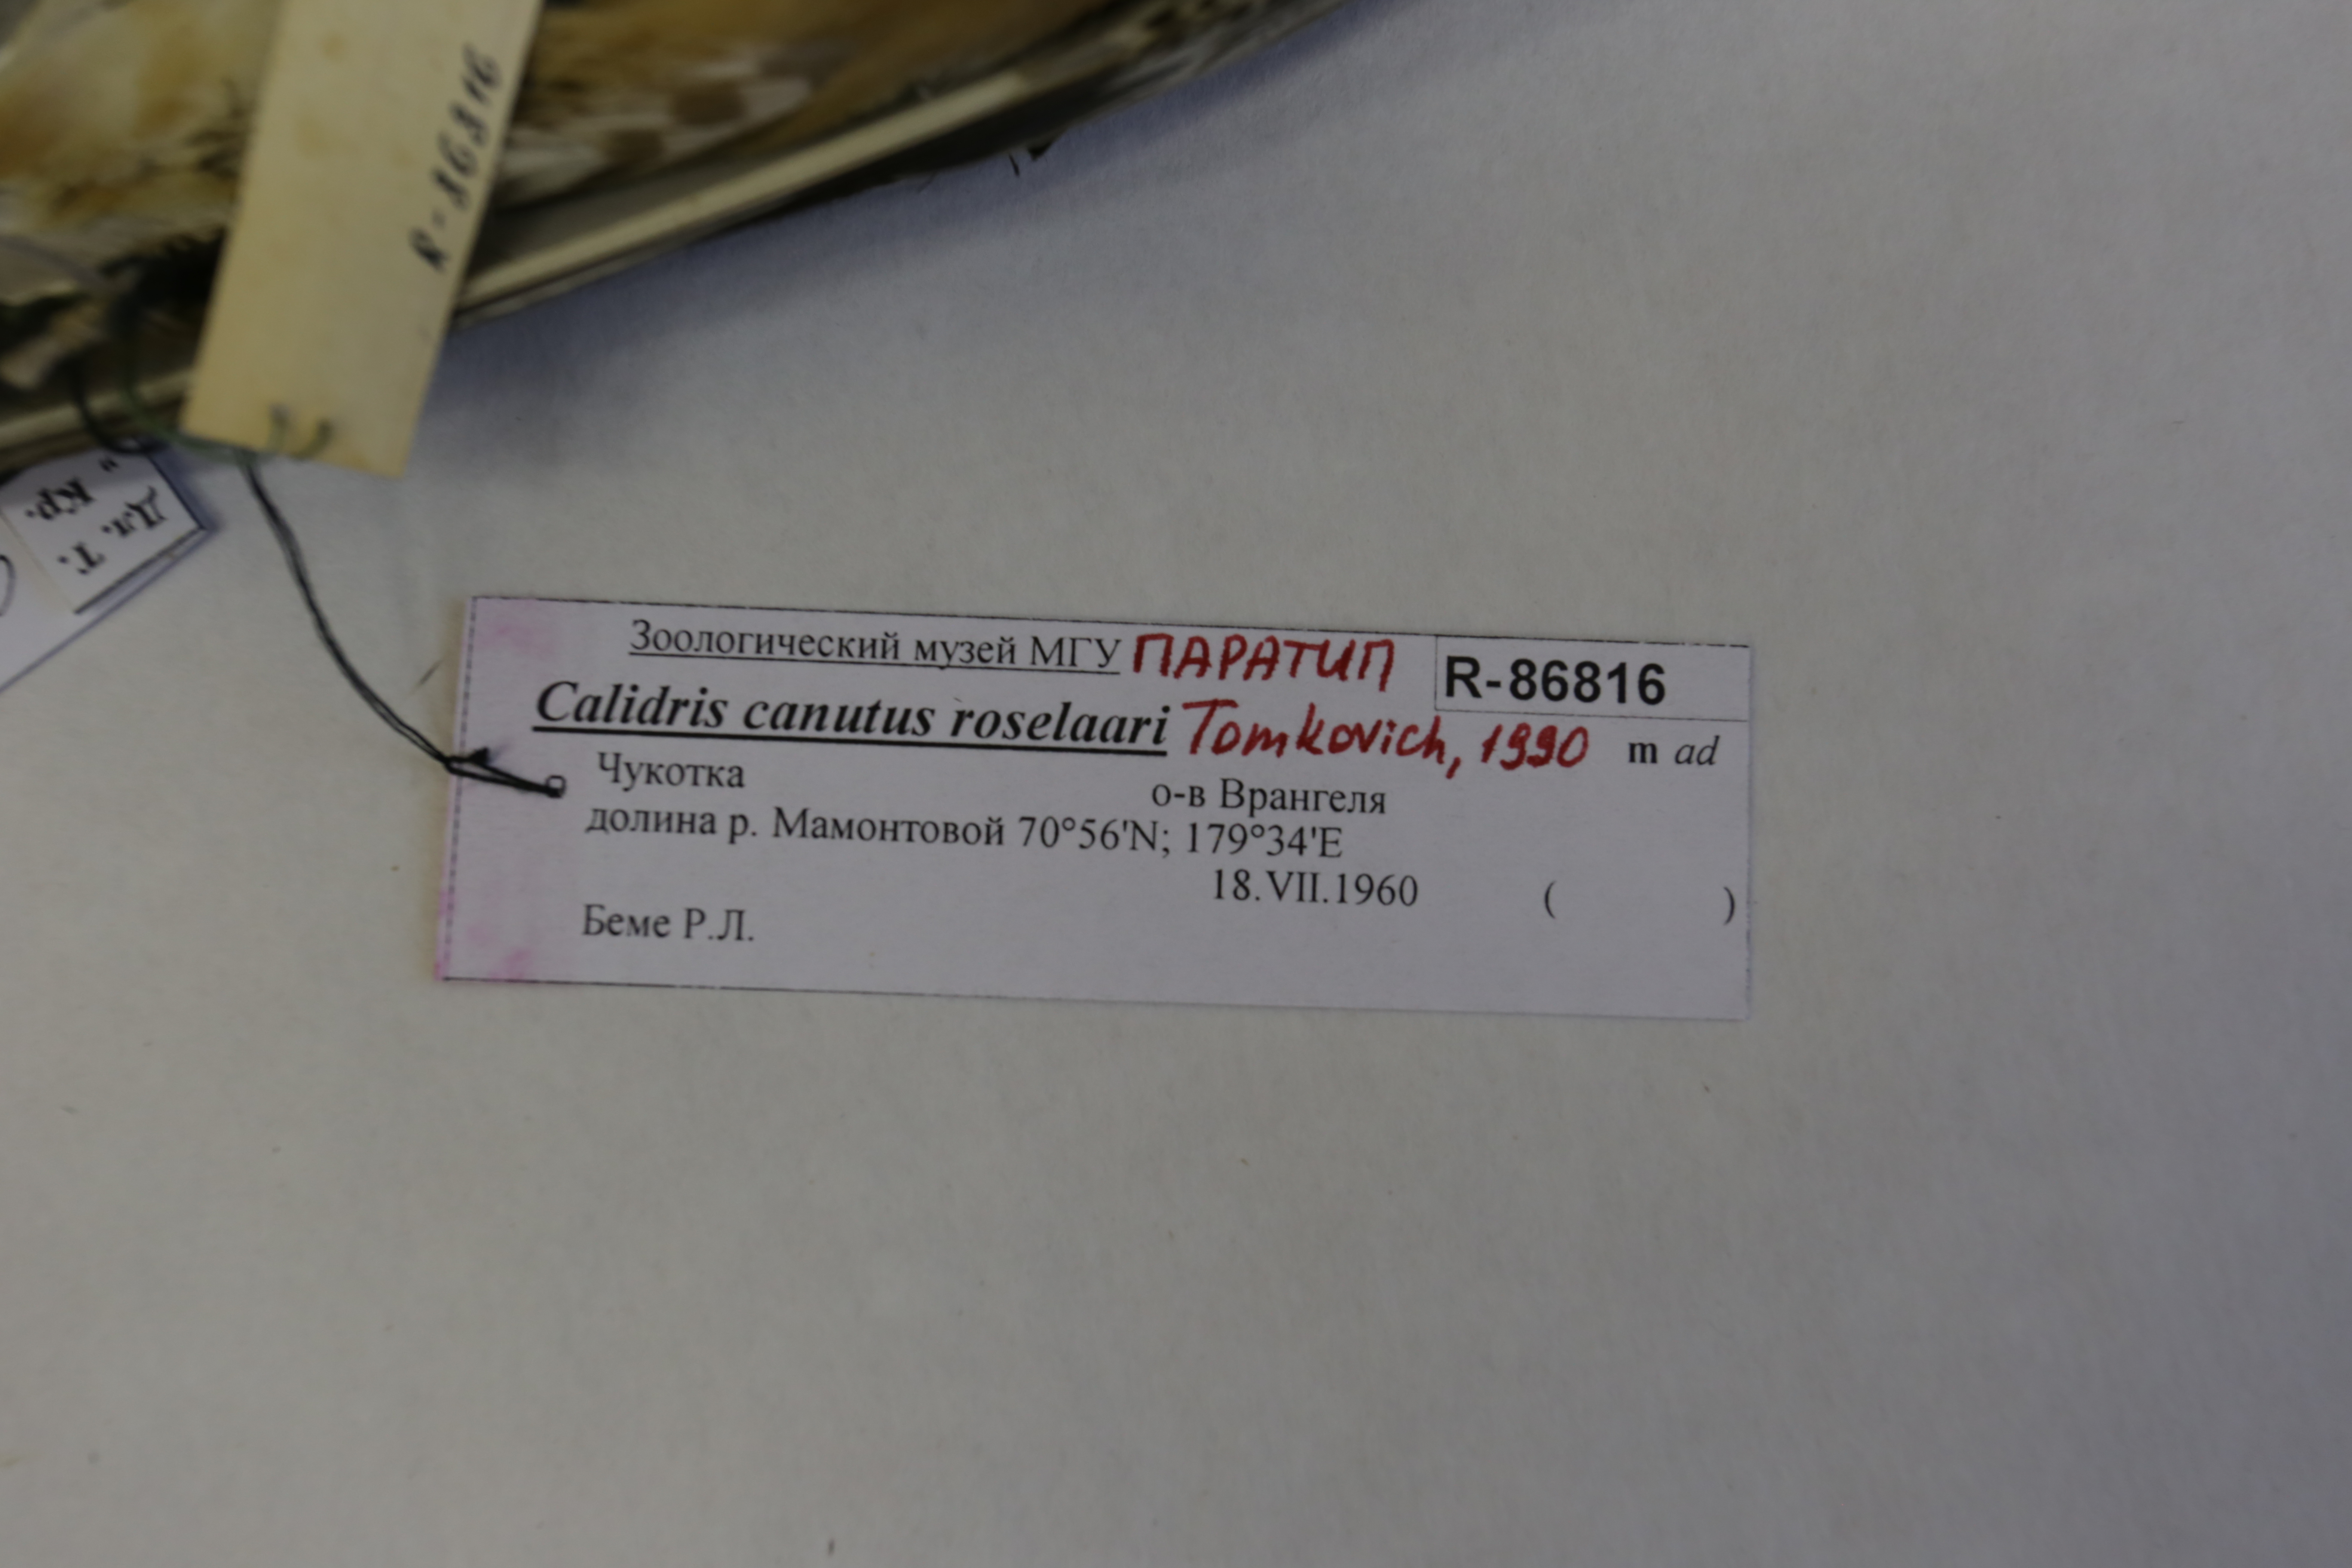 R=86816
Дл. Т.
" Кр.
Зоологический музей МГУ ПАРАТИП R-86816
Calidris canutus roselaari Tomkovich, 1990 m ad
Чукотка о-в Врангеля
долина р. Мамонтовой 70°56'N; 179°34'E
18.VII.1960 ( )
Беме Р.Л.